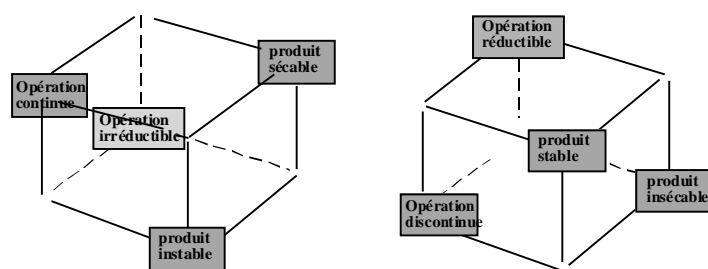 produit
sécable
Opération
continue
Opération
irréductible
produit
instable
Opération
réductible
produit
stable
produit
insécable
Opération
discontinue